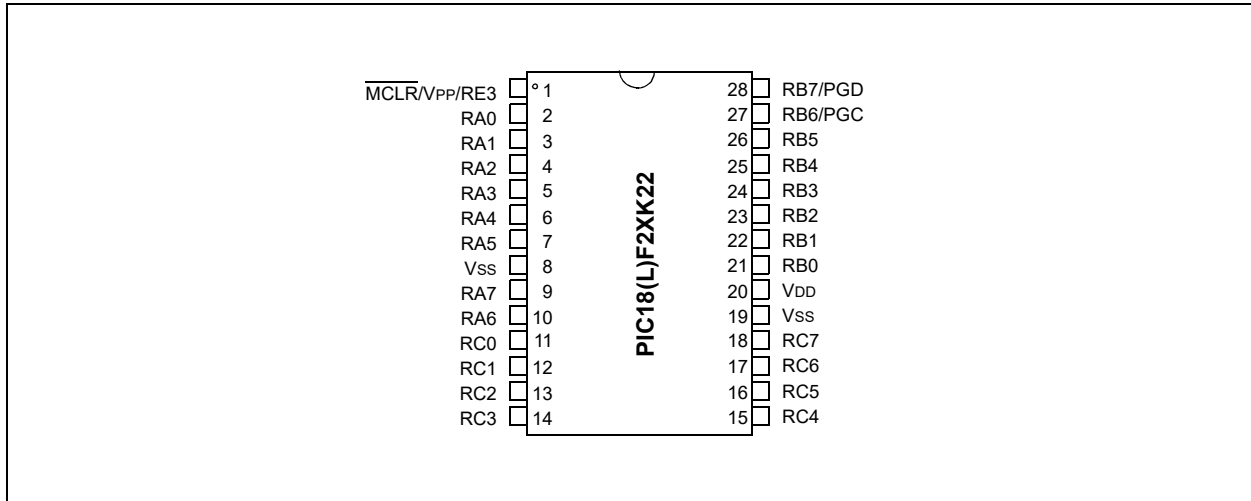 MCLR/VPP/RE3 1 28 RB7/PGD
RA0 2 27 RB6/PGC
RA1 3 26 RB5
RA2 4 25 RB4
RA3 5 24 RB3
RA4 6 23 RB2
RA5 7 22 RB1
VSS 8 21 RB0
RA7 9 20 VDD
RA6 10 19 VSS
RC0 11 18 RC7
RC1 12 17 RC6
RC2 13 16 RC5
RC3 14 15 RC4
PIC18(L)F2XK22